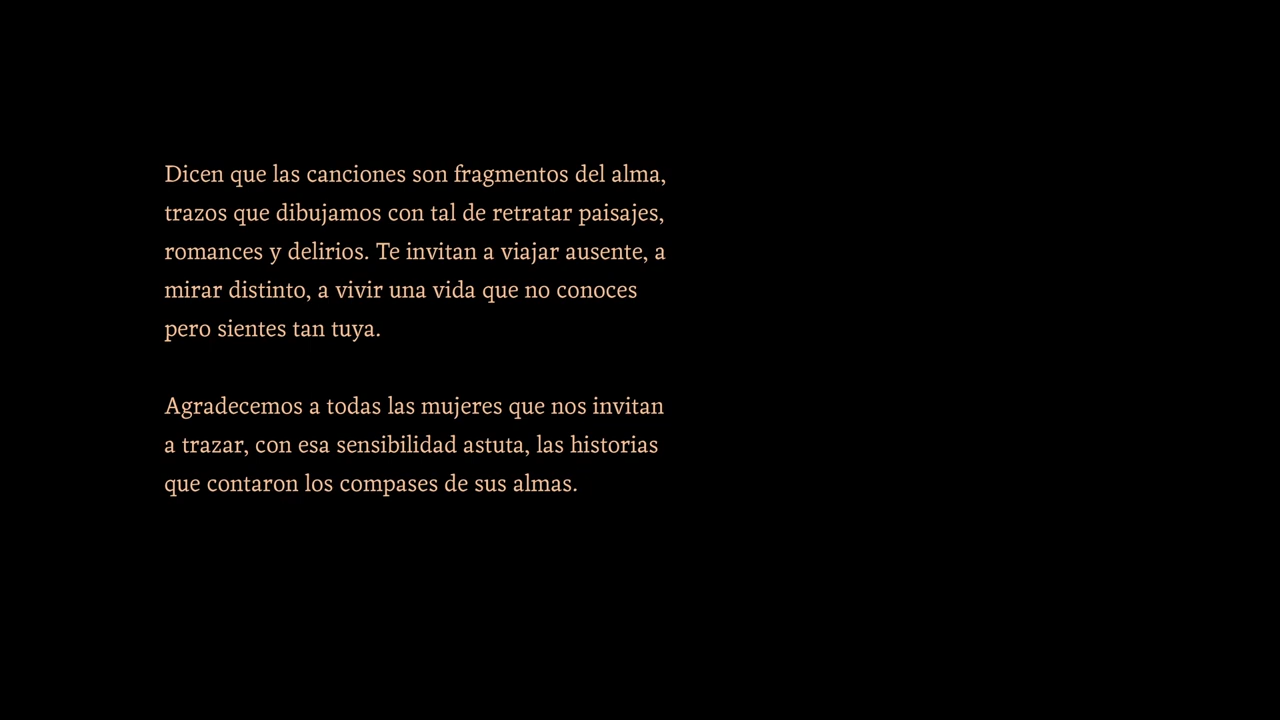 Dicen que las canciones son fragmentos del alma,
trazos que dibujamos con tal de retratar paisajes,
romances y delirios. Te invitan a viajar ausente, a
mirar distinto, a vivir una vida que no conoces
pero sientes tan tuya.
Agradecemos a todas las mujeres que nos invitan
a trazar, con esa sensibilidad astuta, las historias
que contaron los compases de sus almas.